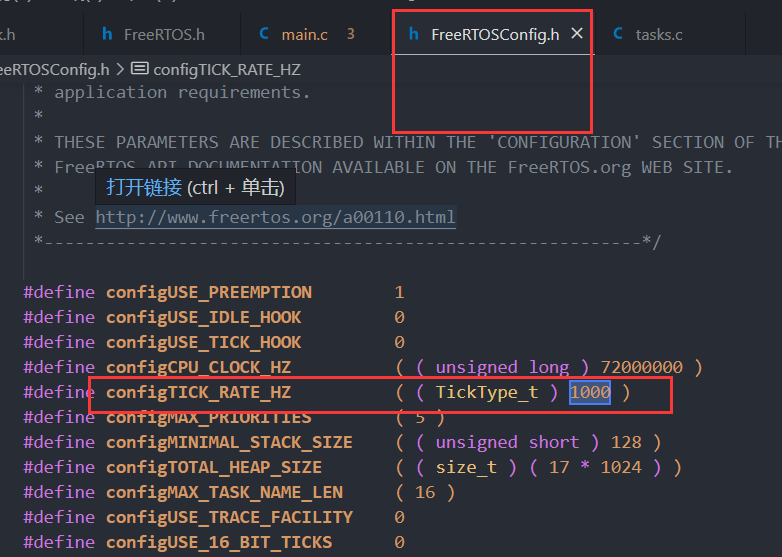 .h
FreeRTOS.h
main.c 3
FreeRTOSConfig.h ×
tasks.c
eeRTOSConfig.h > configTICK_RATE_HZ
* application requirements.
*
* THESE PARAMETERS ARE DESCRIBED WITHIN THE 'CONFIGURATION' SECTION OF TH
* FreeRTOS API DOCUMENTATION AVAILABLE ON THE FreeRTOS.org WEB SITE.
*
打开链接 (ctrl + 单击)
* See http://www.freertos.org/a00110.html
*----------------------------------------------------------*/
#define configUSE_PREEMPTION 1
#define configUSE_IDLE_HOOK 0
#define configUSE_TICK_HOOK 0
#define configCPU_CLOCK_HZ ( ( unsigned long ) 72000000 )
#define configTICK_RATE_HZ ( ( TickType_t ) 1000 )
#define configMAX_PRIORITIES ( 5 )
#define configMINIMAL_STACK_SIZE ( ( unsigned short ) 128 )
#define configTOTAL_HEAP_SIZE ( ( size_t ) ( 17 * 1024 ) )
#define configMAX_TASK_NAME_LEN ( 16 )
#define configUSE_TRACE_FACILITY 0
#define configUSE_16_BIT_TICKS 0